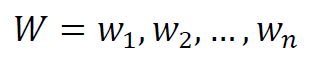 W = w₁, w₂, … , wₙ